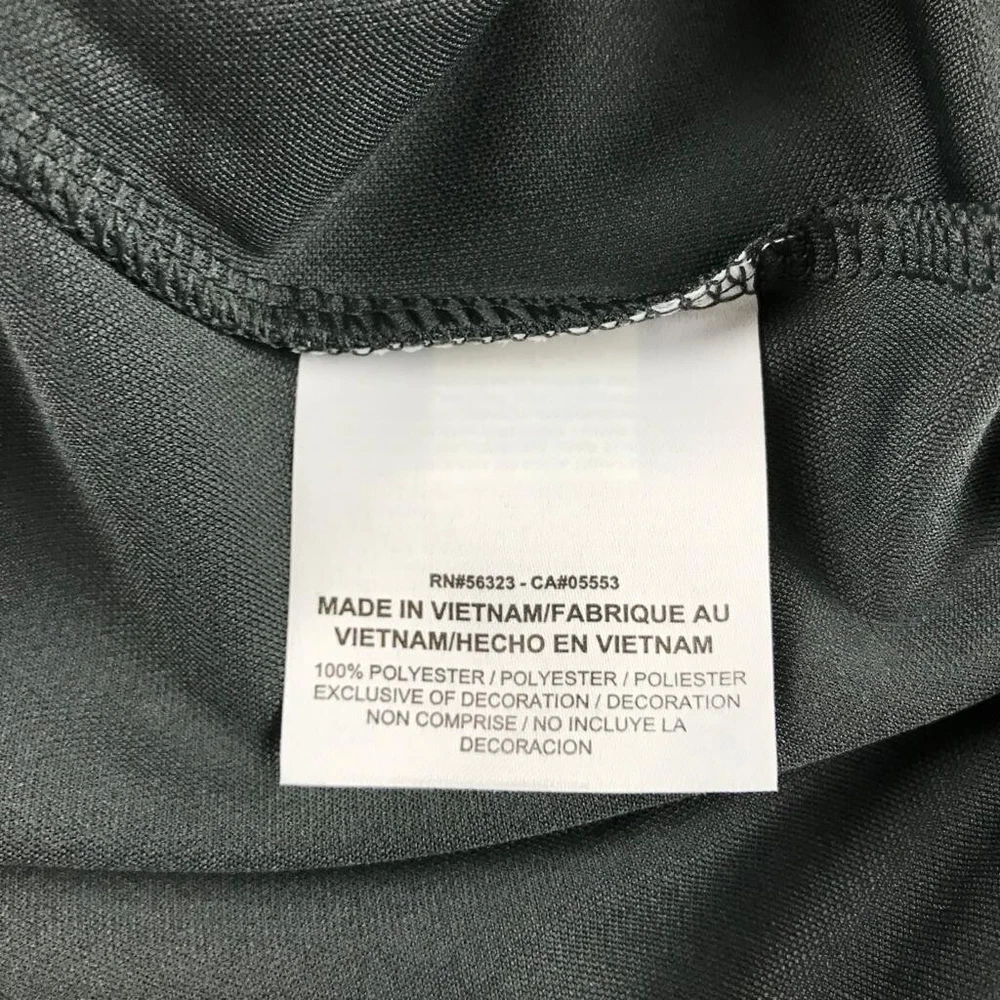 RN#56323 - CA#05553
MADE IN VIETNAM/FABRIQUE AU
VIETNAM/HECHO EN VIETNAM
100% POLYESTER / POLYESTER / POLIESTER
EXCLUSIVE OF DECORATION / DECORATION
NON COMPRISE / NO INCLUYE LA
DECORACION